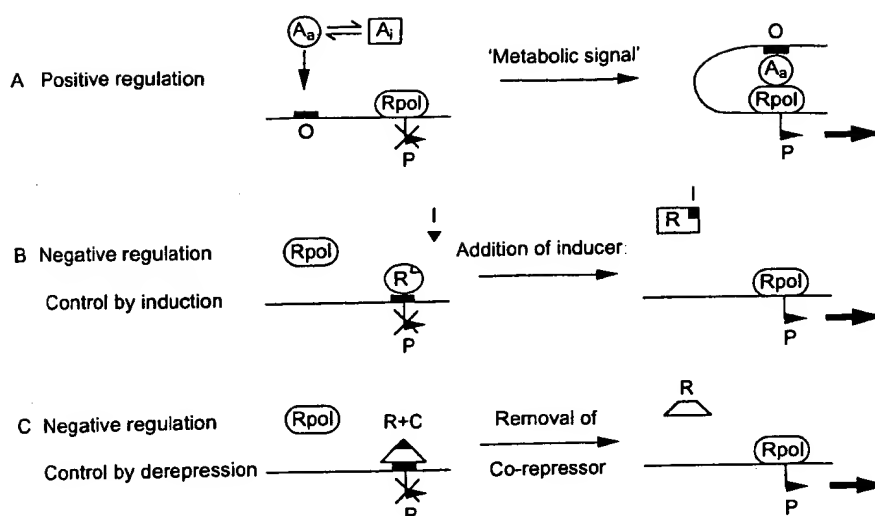 A Positive regulation
Aa Ai
O
Rpol
P
'Metabolic signal'
O
Aa
Rpol
P
B Negative regulation
Control by induction
Rpol
I
R
P
Addition of inducer:
I
R
Rpol
P
C Negative regulation
Control by derepression
Rpol
R+C
P
Removal of
Co-repressor
R
Rpol
P